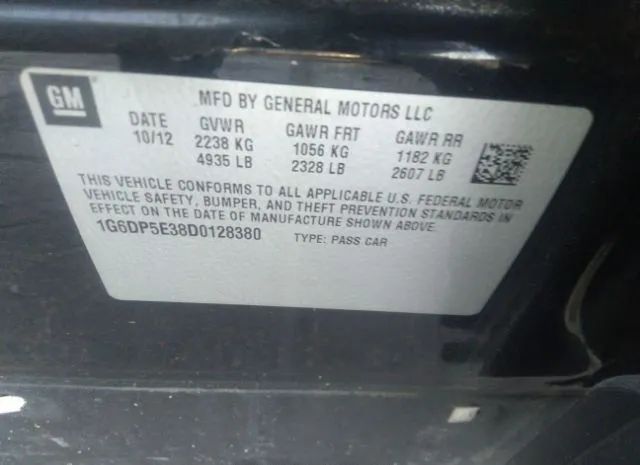 GM
MFD BY GENERAL MOTORS LLC
DATE GVWR GAWR FRT GAWR RR
10/12 2238 KG 1056 KG 1182 KG
4935 LB 2328 LB 2607 LB
THIS VEHICLE CONFORMS TO ALL APPLICABLE U.S. FEDERAL MOTOR
VEHICLE SAFETY, BUMPER, AND THEFT PREVENTION STANDARDS IN
EFFECT ON THE DATE OF MANUFACTURE SHOWN ABOVE.
1G6DP5E38D0128380 TYPE: PASS CAR